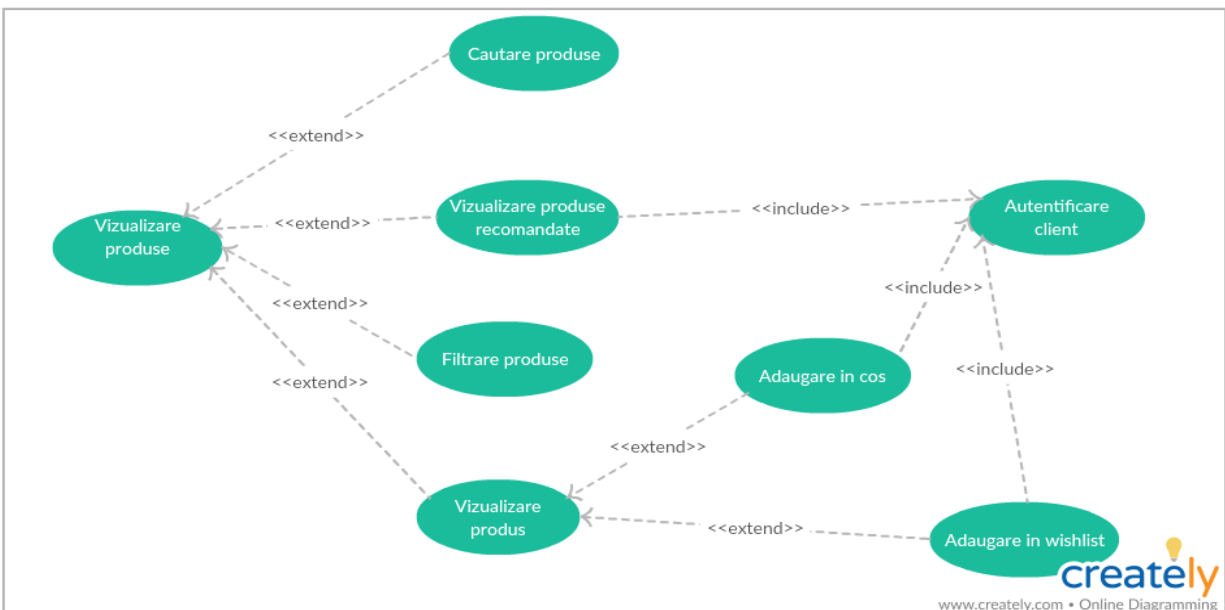 Cautare produse
<<extend>>
Vizualizare produse
recomandate
<<include>>
Autentificare
client
<<extend>>
Vizualizare
produse
<<extend>>
<<include>>
Filtrare produse
Adaugare in cos
<<include>>
<<extend>>
<<extend>>
Vizualizare
produs
<<extend>>
Adaugare in wishlist
creately
www.creately.com • Online Diagramming